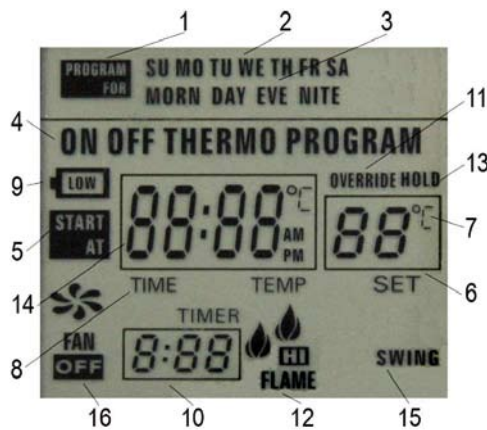 1 2 3
PROGRAM FOR SU MO TU WE TH FR SA
MORN DAY EVE NITE
11
4 ON OFF THERMO PROGRAM
13
9 LOW OVERRIDE HOLD
START AT 88:88 °C AM PM 88 °C 7
5
14 TIME TEMP SET 6
8 TIMER
FAN OFF 8:88 HI FLAME SWING
16 10 12 15